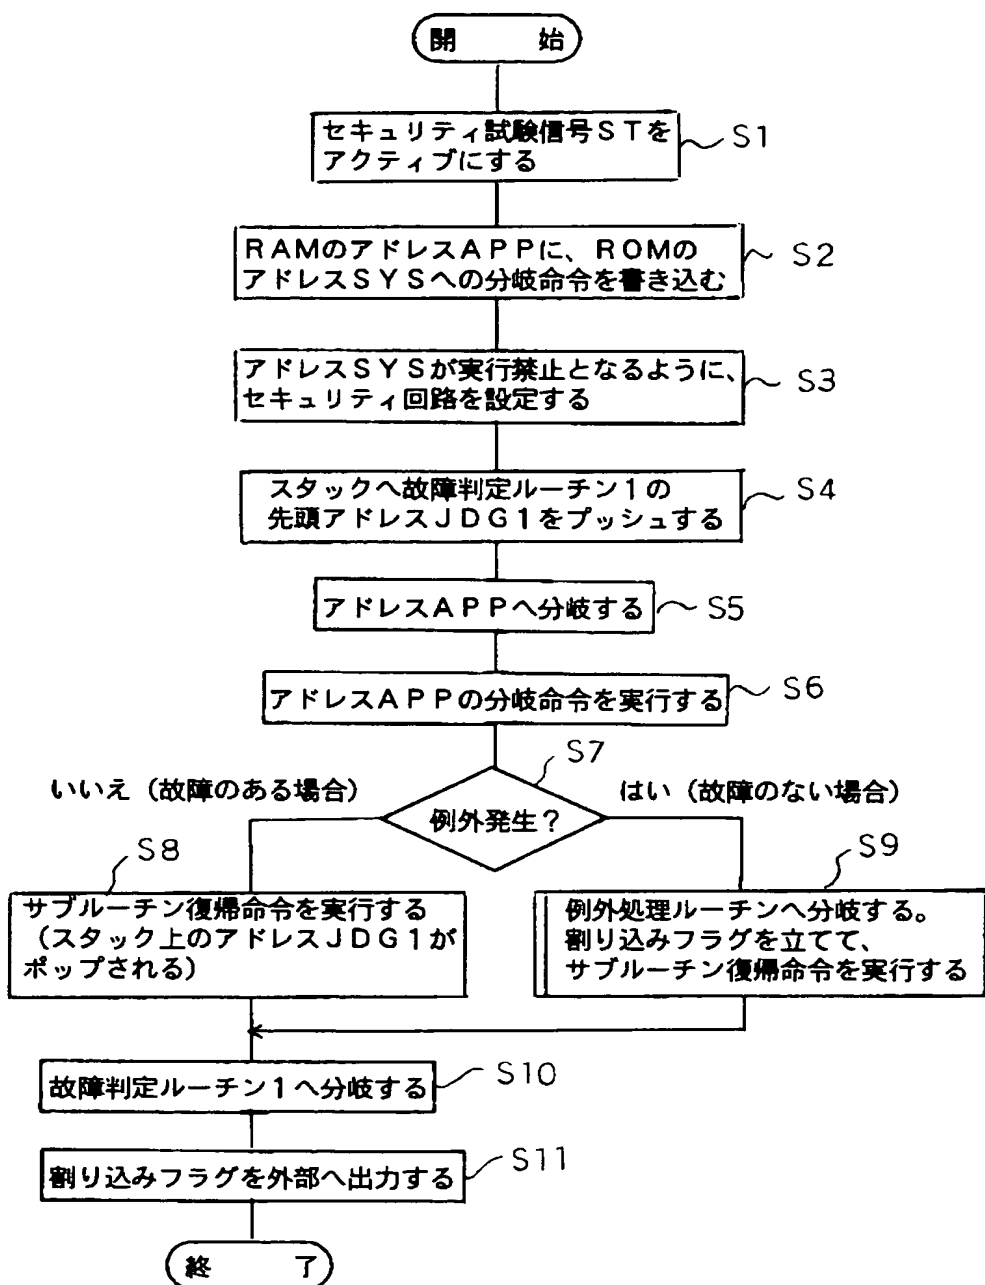 開 始
セキュリティ試験信号STを
アクティブにする
S1
RAMのアドレスAPPに、ROMの
アドレスSYSへの分岐命令を書き込む
S2
アドレスSYSが実行禁止となるように、
セキュリティ回路を設定する
S3
スタックへ故障判定ルーチン1の
先頭アドレスJDG1をプッシュする
S4
アドレスAPPへ分岐する
S5
アドレスAPPの分岐命令を実行する
S6
S7
いいえ(故障のある場合)
はい(故障のない場合)
例外発生?
S8
サブルーチン復帰命令を実行する
(スタック上のアドレスJDG1が
ポップされる)
S9
例外処理ルーチンへ分岐する。
割り込みフラグを立てて、
サブルーチン復帰命令を実行する
故障判定ルーチン1へ分岐する
S10
割り込みフラグを外部へ出力する
S11
終 了